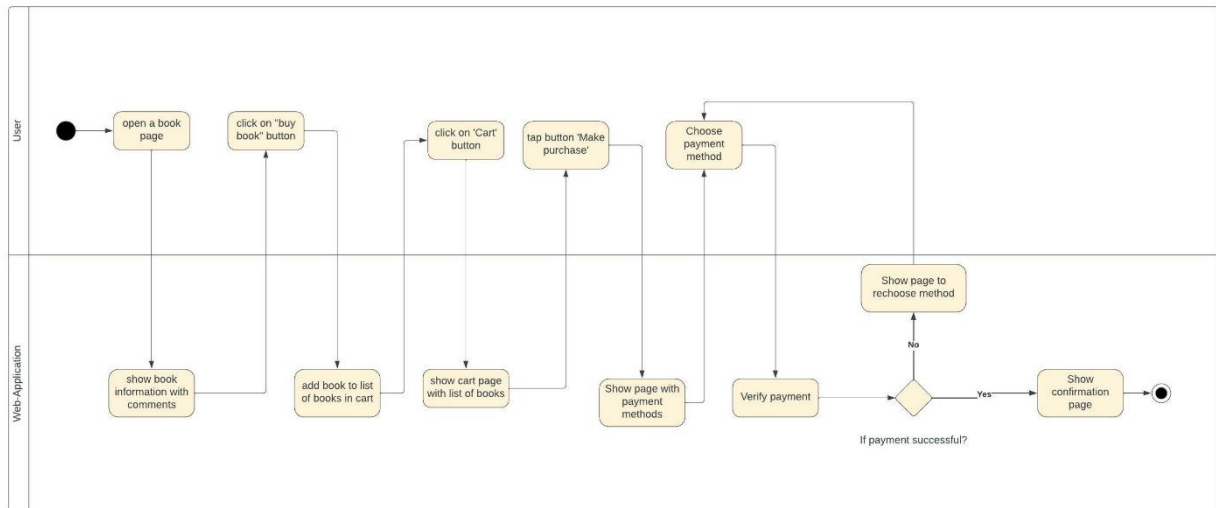 User
open a book
page
click on "buy
book" button
click on 'Cart'
button
tap button 'Make
purchase'
Choose
payment
method
Web-Application
show book
information with
comments
add book to list
of books in cart
show cart page
with list of books
Show page with
payment
methods
Verify payment
Show page to
rechoose method
No
Yes
If payment successful?
Show
confirmation
page